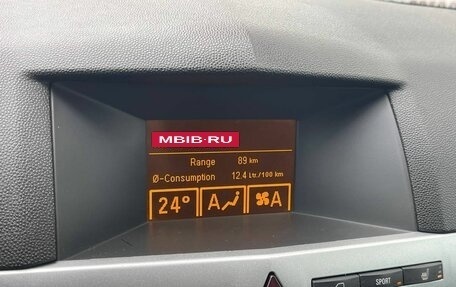 MBIB·RU
Range 89 km
Ø-Consumption 12.4 Ltr./100 km
24° A A
SPORT